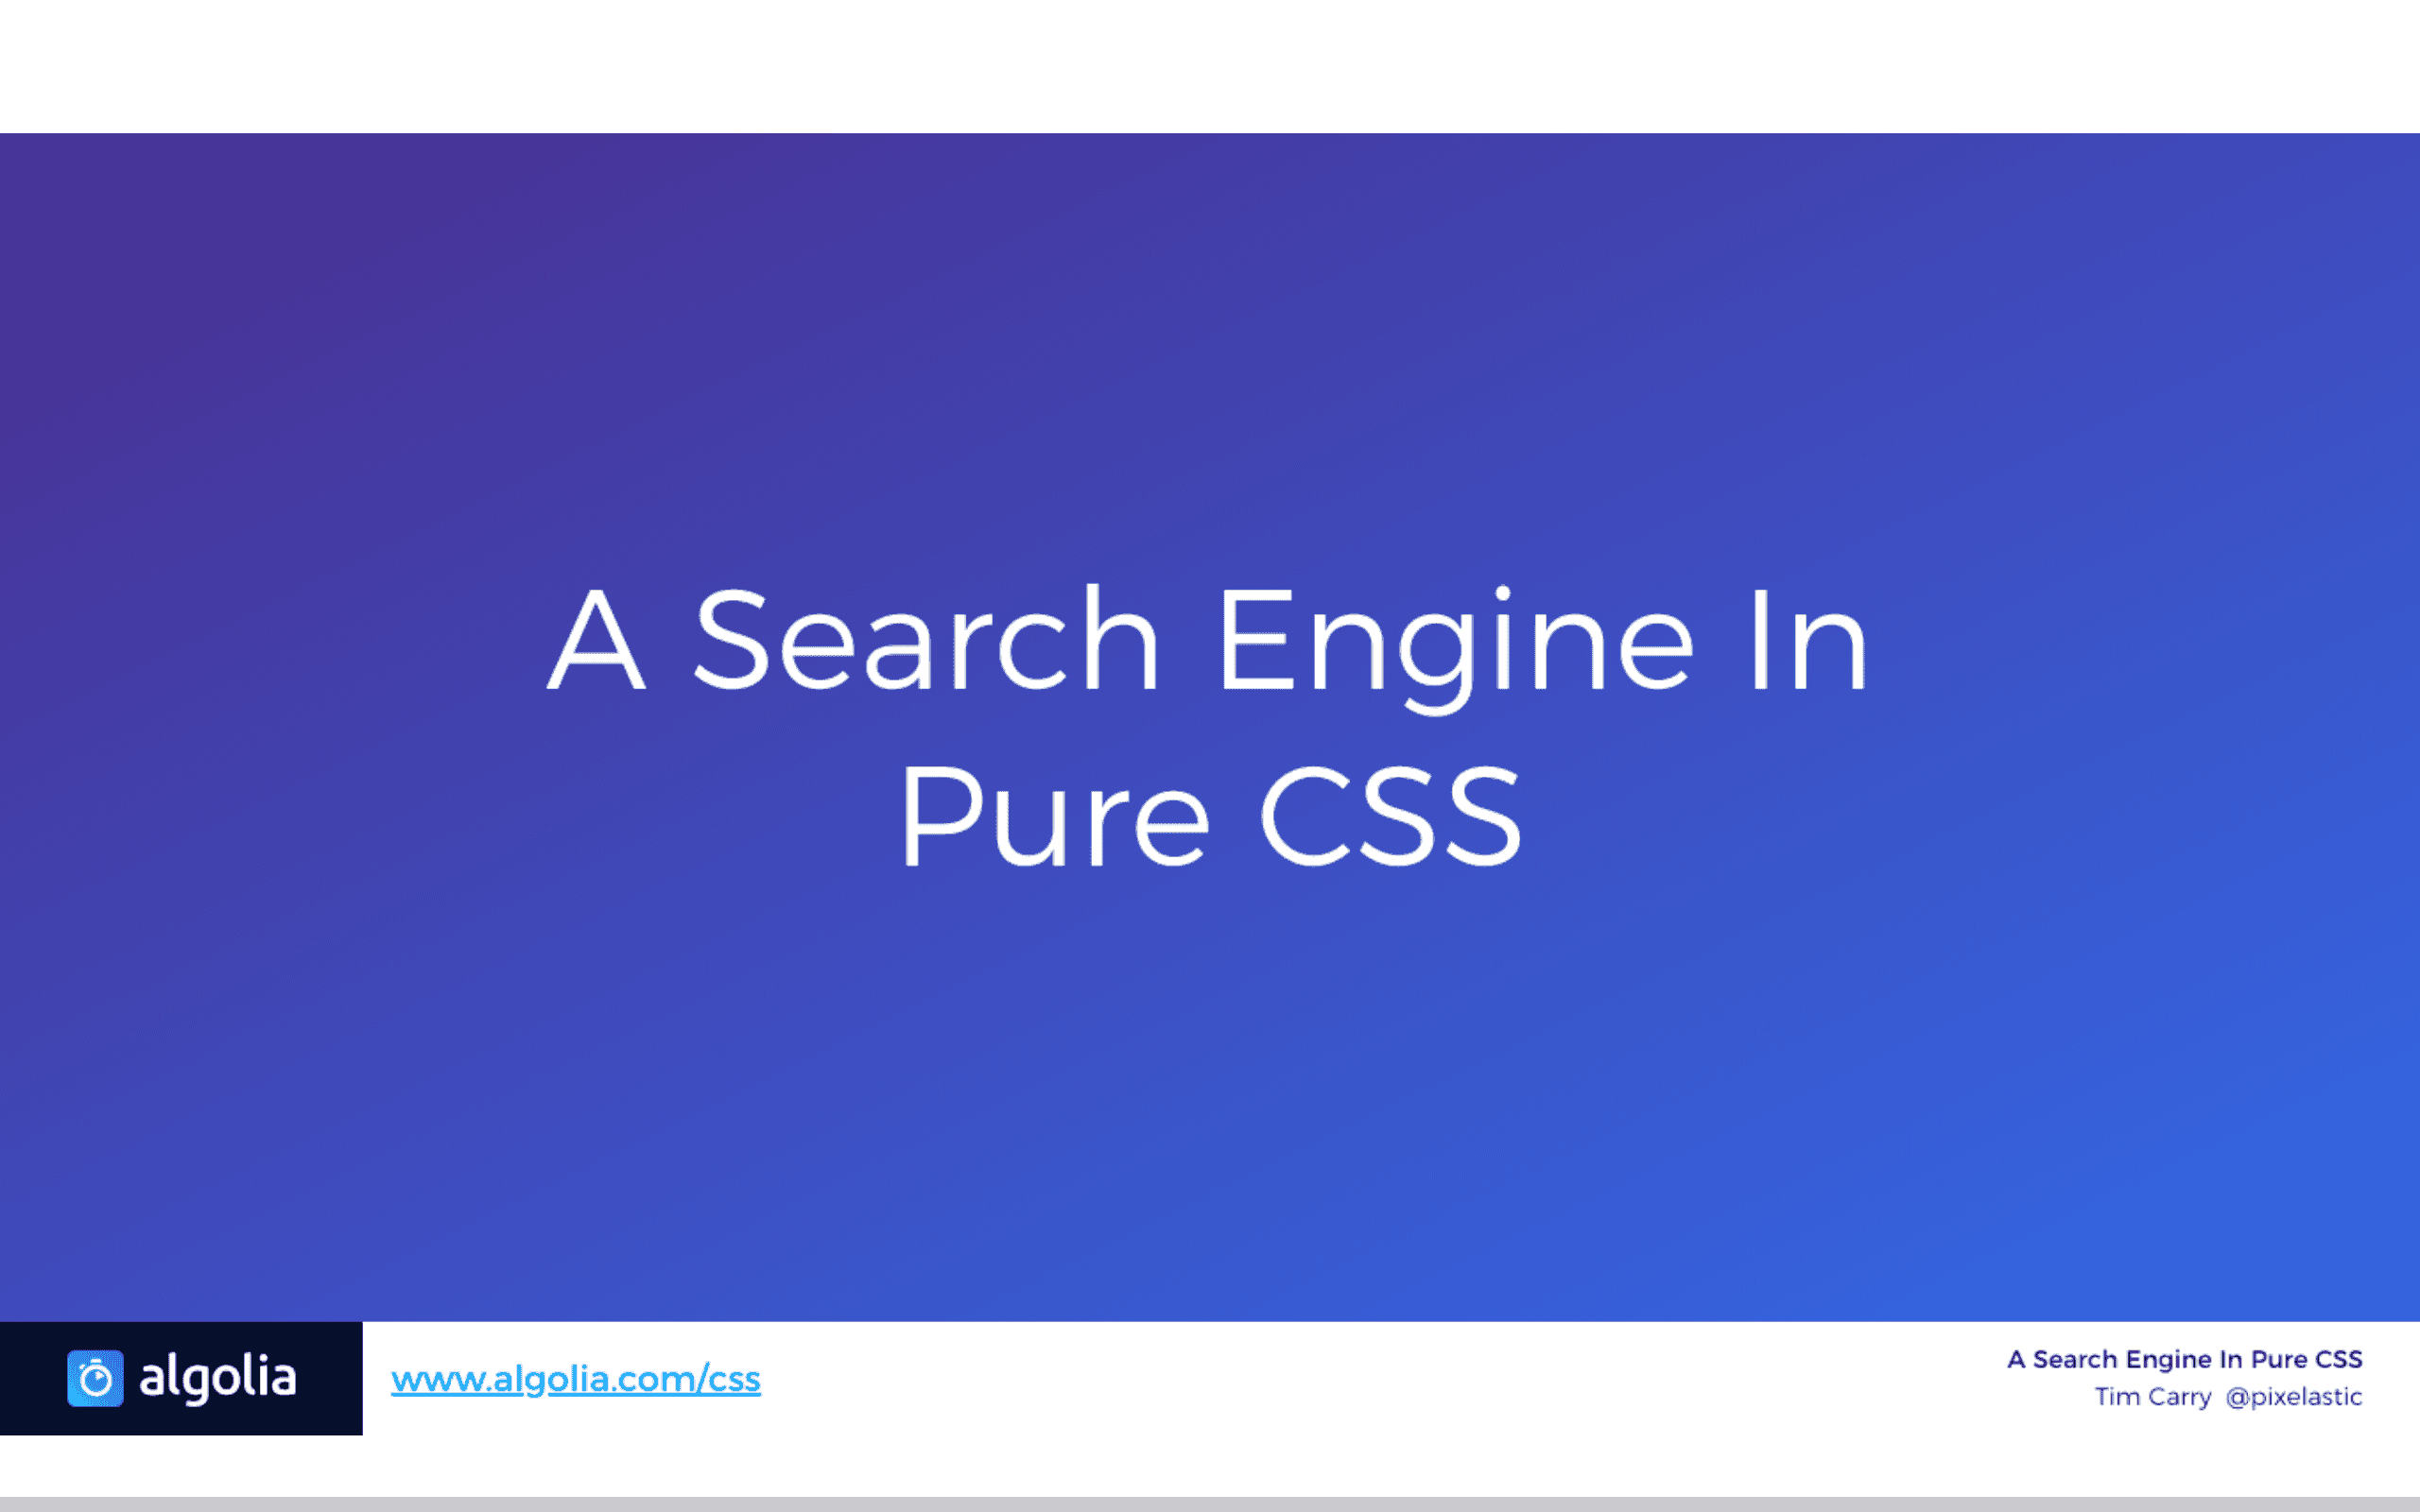 A Search Engine In
Pure CSS
algolia
www.algolia.com/css
A Search Engine In Pure CSS
Tim Carry @pixelastic